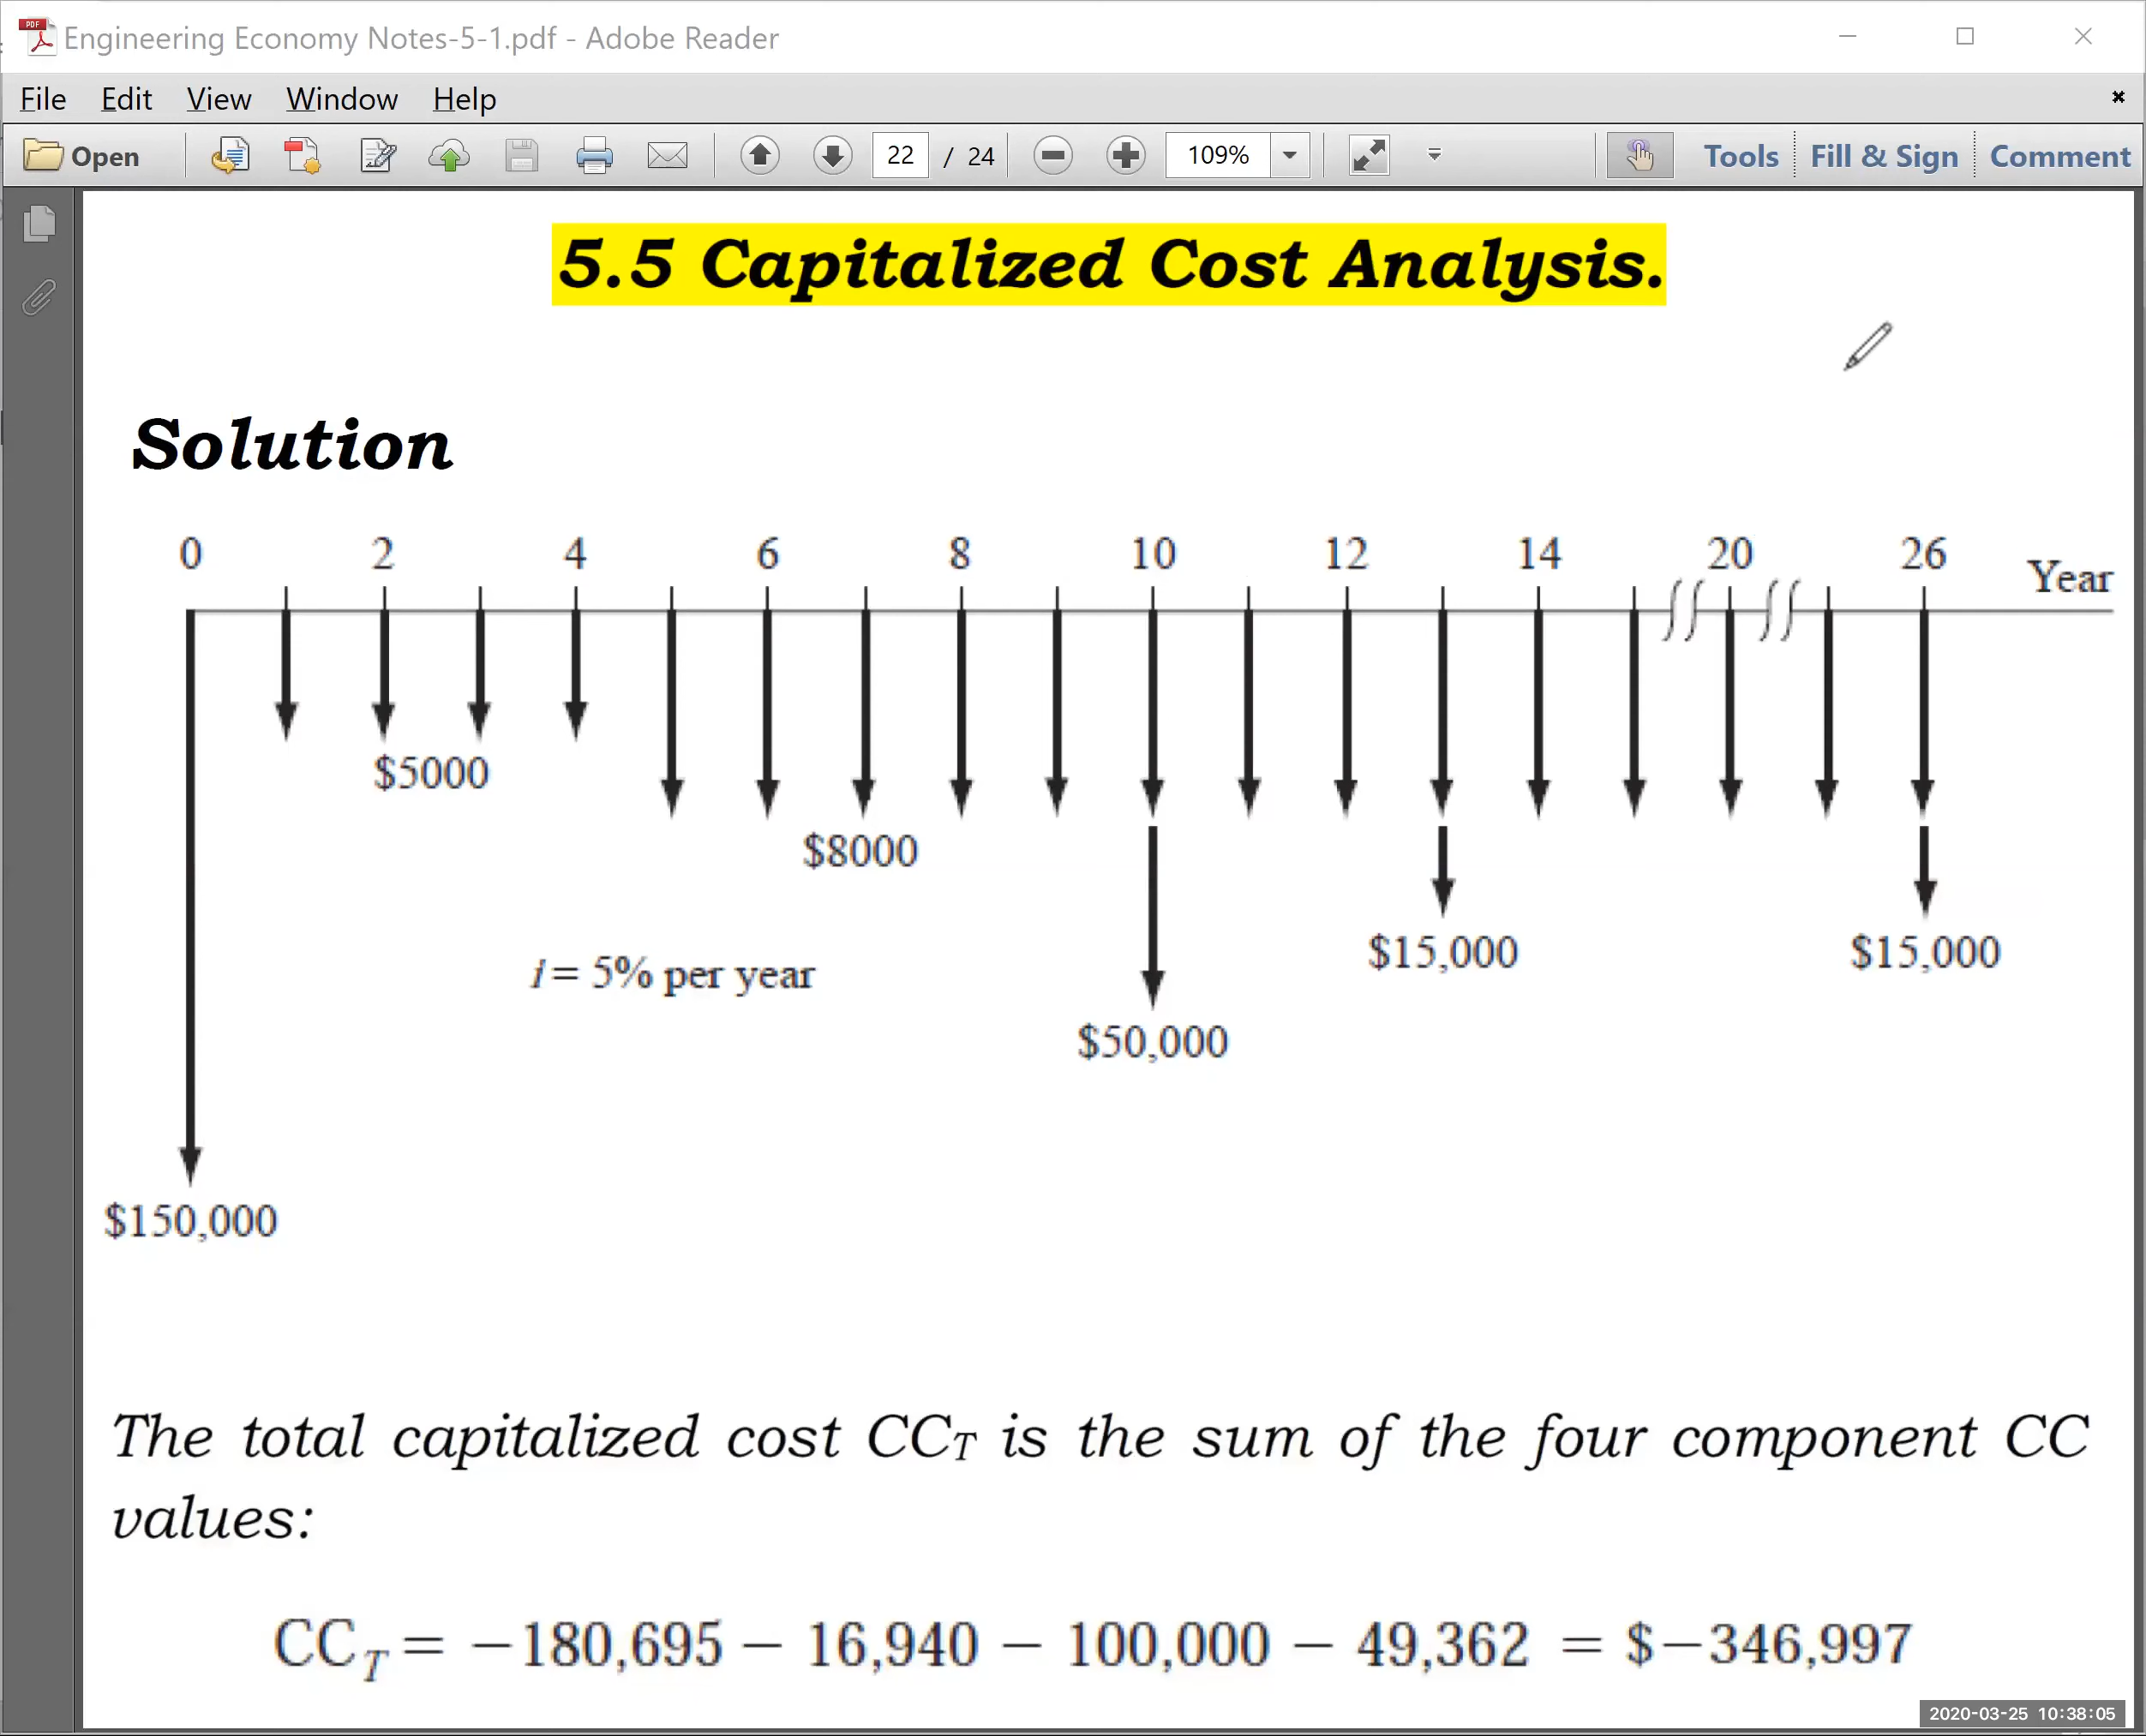 Engineering Economy Notes-5-1.pdf - Adobe Reader
File Edit View Window Help
Open 22 / 24 109% Tools Fill & Sign Comment
5.5 Capitalized Cost Analysis.
Solution
0 2 4 6 8 10 12 14 20 26 Year
$5000
$8000
i = 5% per year
$15,000 $15,000
$50,000
$150,000
The total capitalized cost CCT is the sum of the four component CC
values:
CCT = −180,695 − 16,940 − 100,000 − 49,362 = $−346,997
2020-03-25 10:38:05